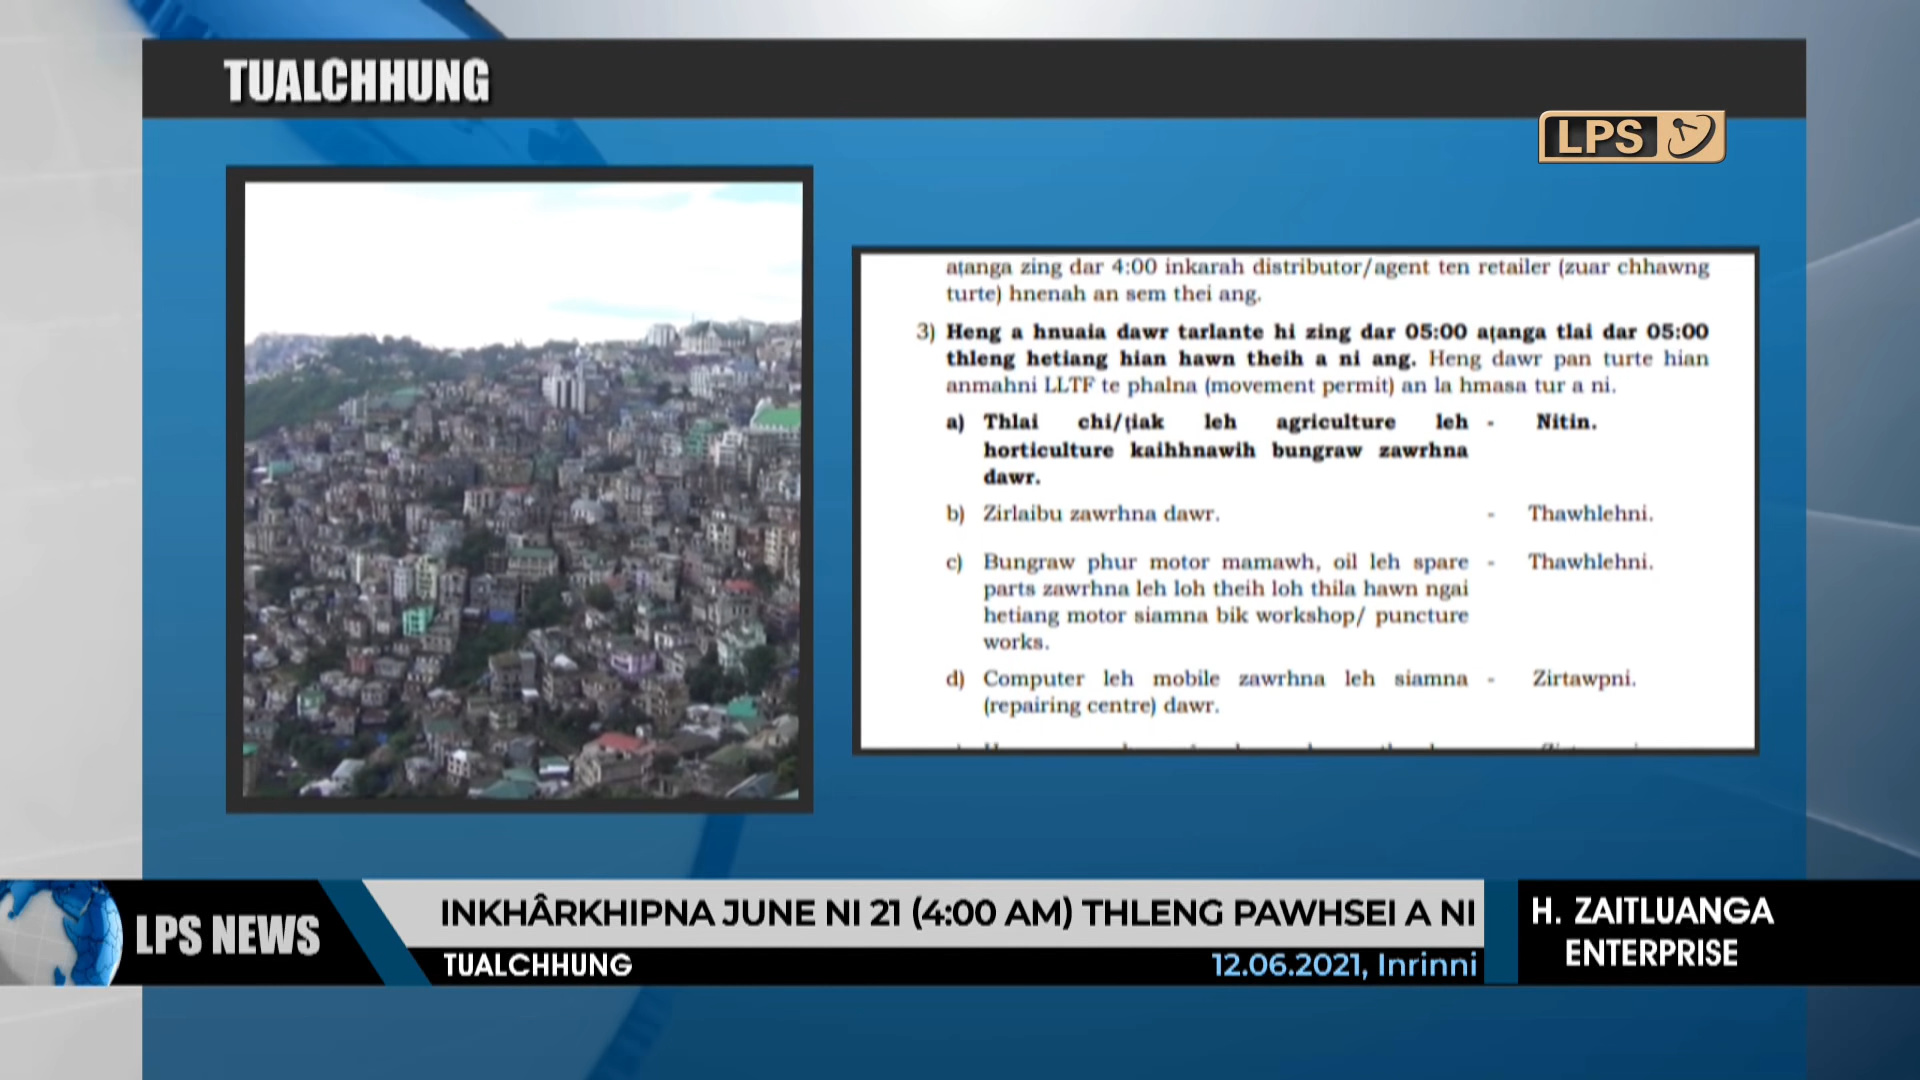 TUALCHHUNG
LPS
aṭanga zing dar 4:00 inkarah distributor/agent ten retailer (zuar chhawng
turte) hnenah an sem thei ang.
3) Heng a hnuaia dawr tarlante hi zing dar 05:00 aṭanga tlai dar 05:00
thleng hetiang hian hawn theih a ni ang. Heng dawr pan turte hian
anmahni LLTF te phalna (movement permit) an la hmasa tur a ni.
a) Thlai chi/ṭiak leh agriculture leh - Nitin.
horticulture kaihhnawih bungraw zawrhna
dawr.
b) Zirlaibu zawrhna dawr. - Thawhlehni.
c) Bungraw phur motor mamawh, oil leh spare - Thawhlehni.
parts zawrhna leh loh theih loh thila hawn ngai
hetiang motor siamna bik workshop/ puncture
works.
d) Computer leh mobile zawrhna leh siamna - Zirtawpni.
(repairing centre) dawr.
LPS NEWS
INKHÂRKHIPNA JUNE NI 21 (4:00 AM) THLENG PAWHSEI A NI
TUALCHHUNG
12.06.2021, Inrinni
H. ZAITLUANGA
ENTERPRISE